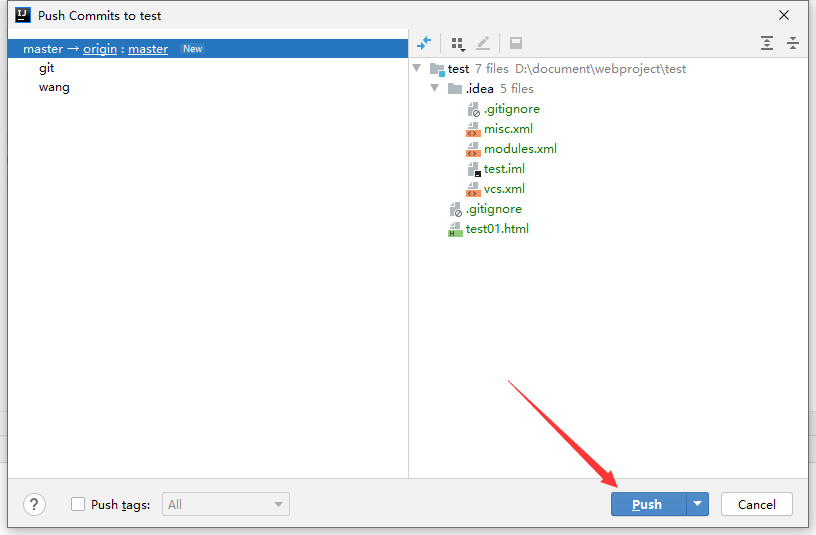 IJ Push Commits to test
master → origin : master New
git
wang
test 7 files D:\document\webproject\test
.idea 5 files
.gitignore
misc.xml
modules.xml
test.iml
vcs.xml
.gitignore
H test01.html
? Push tags: All Push Cancel